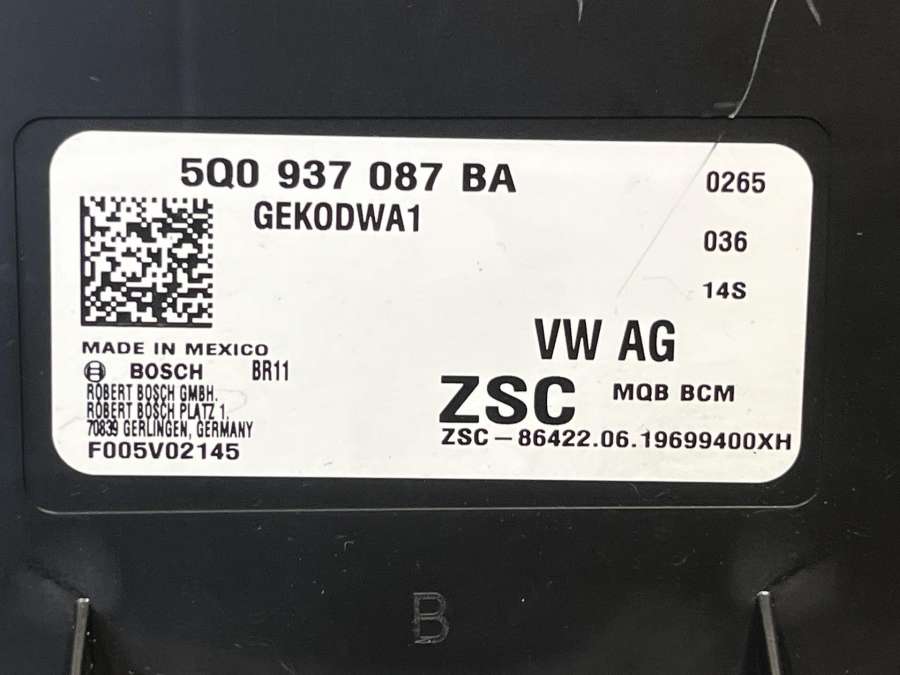 5Q0 937 087 BA
0265
GEKODWA1
036
14S
VW AG
MADE IN MEXICO
BOSCH BR11
ROBERT BOSCH GMBH.
ROBERT BOSCH PLATZ 1,
70839 GERLINGEN, GERMANY
F005V02145
ZSC MQB BCM
ZSC-86422.06.19699400XH
B